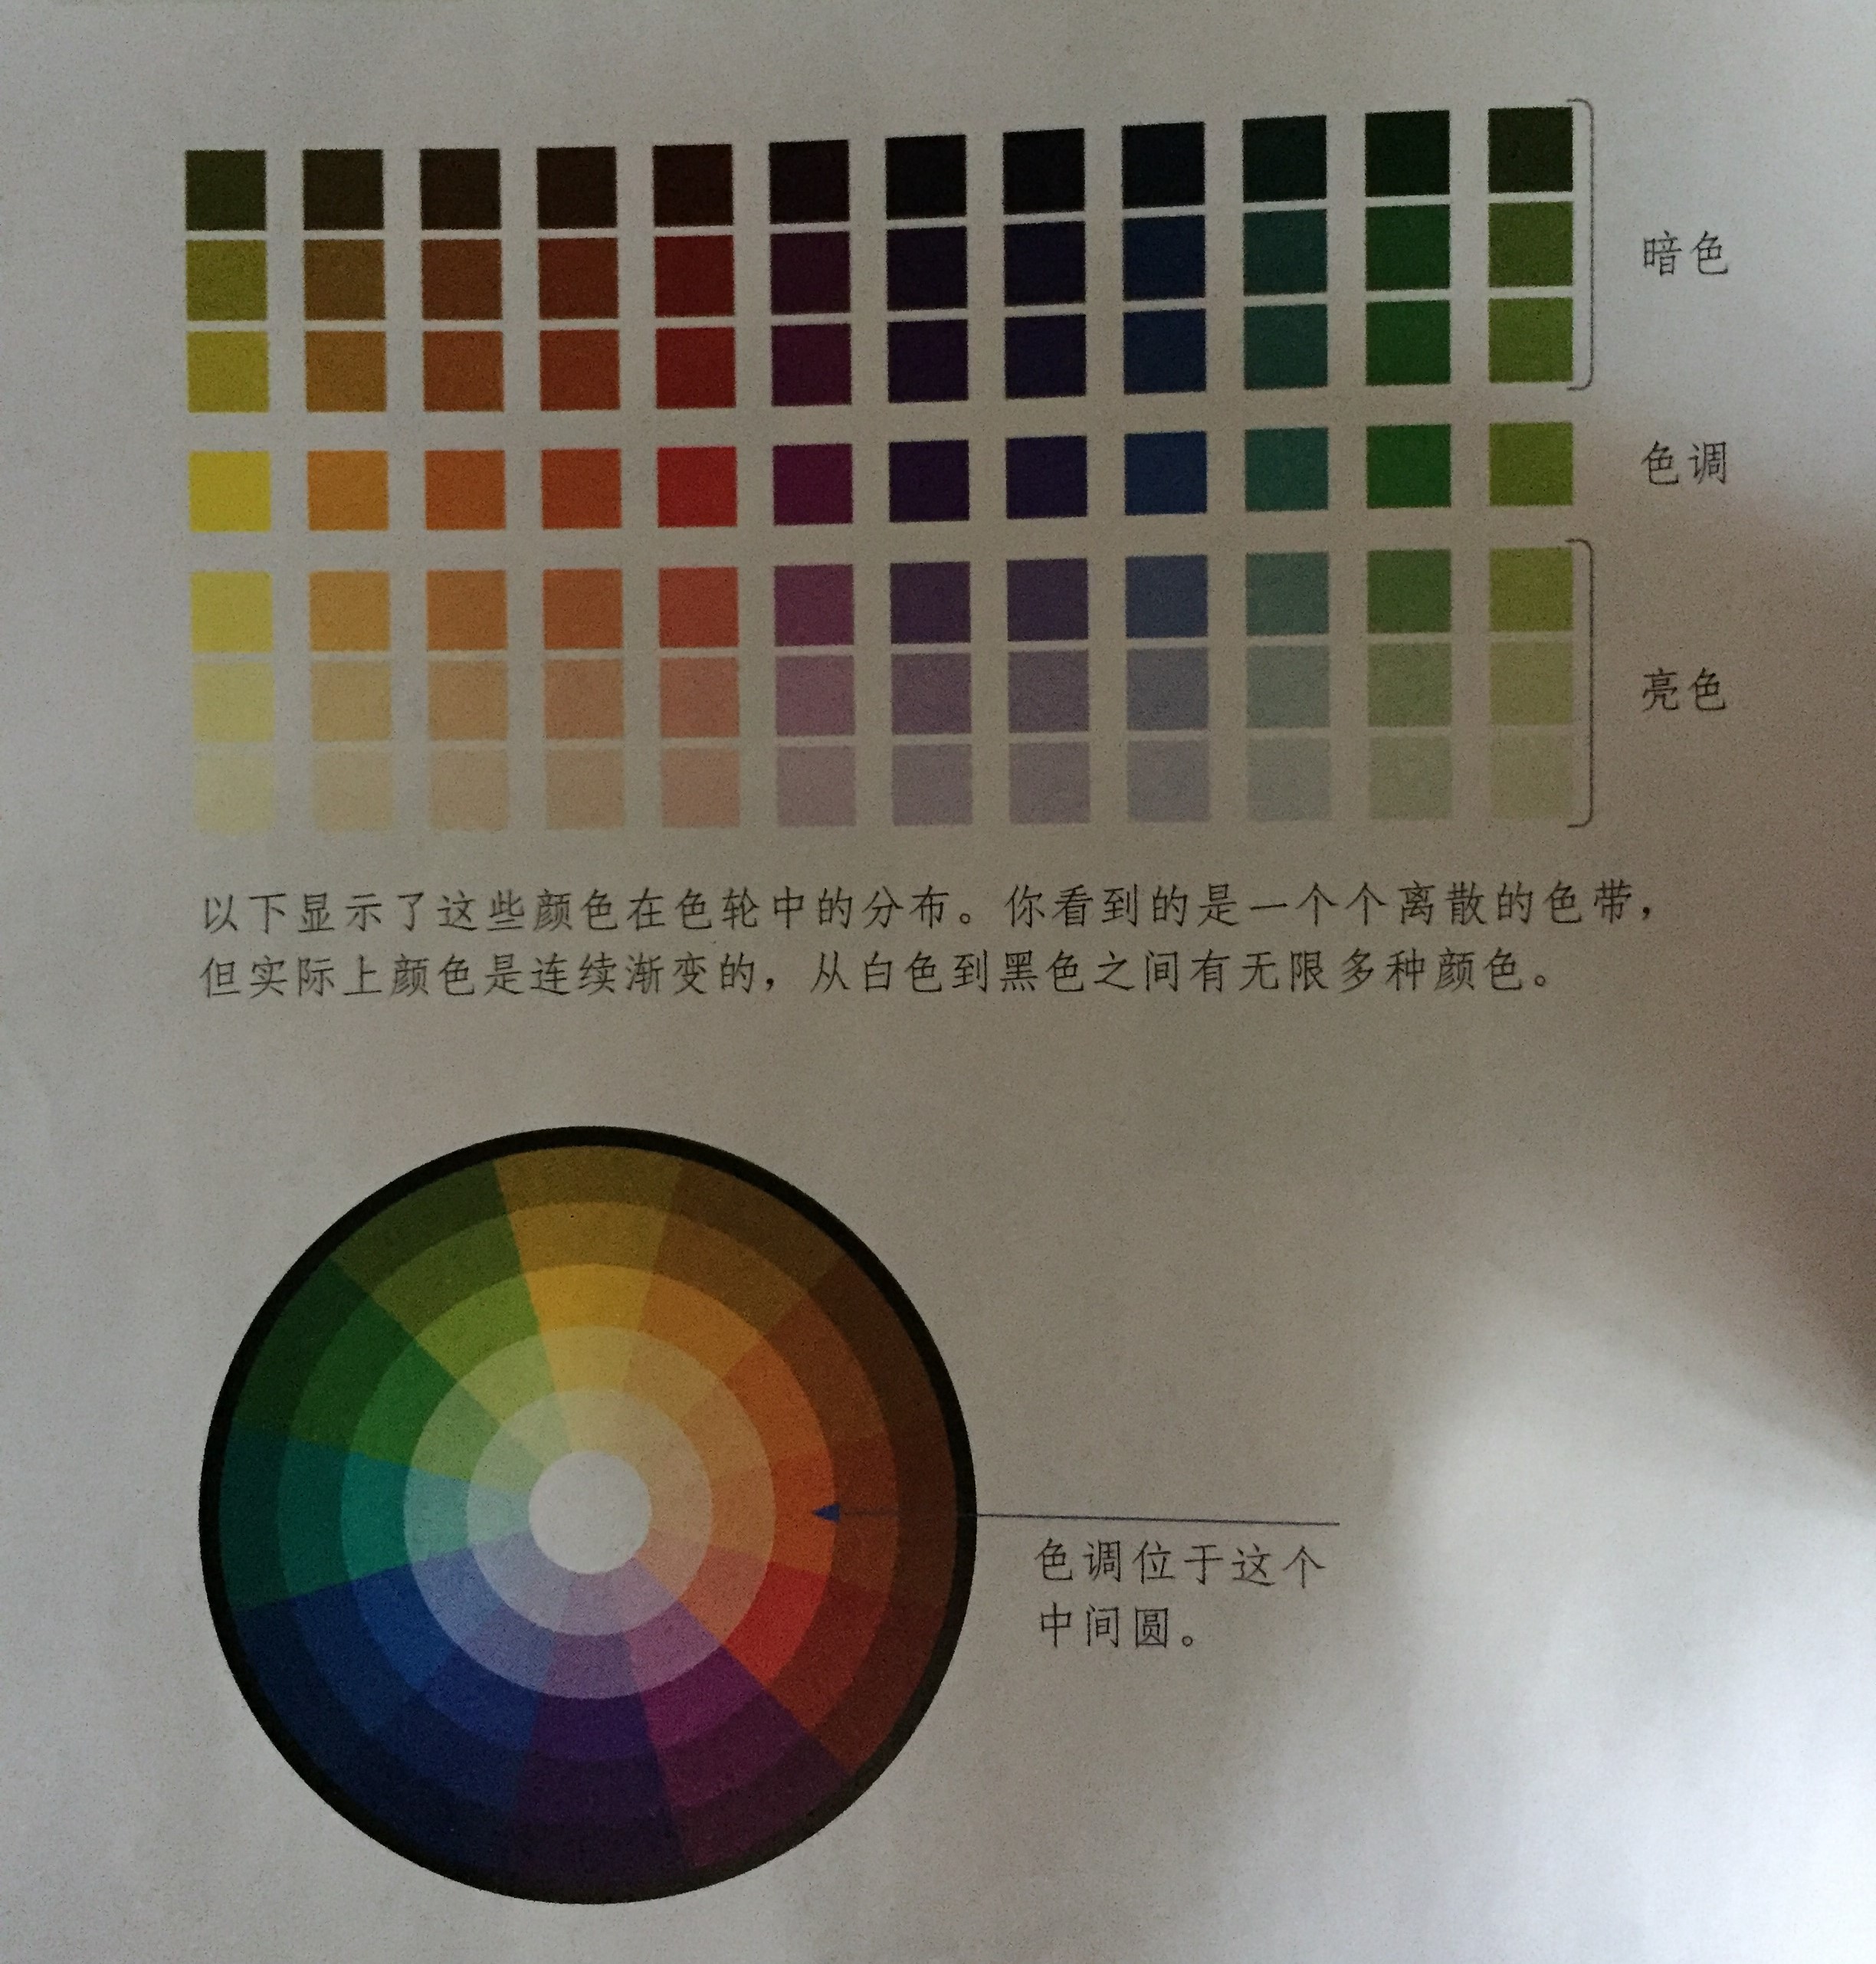 暗色
色调
亮色
以下显示了这些颜色在色轮中的分布。你看到的是一个个离散的色带，
但实际上颜色是连续渐变的，从白色到黑色之间有无限多种颜色。
色调位于这个
中间圆。